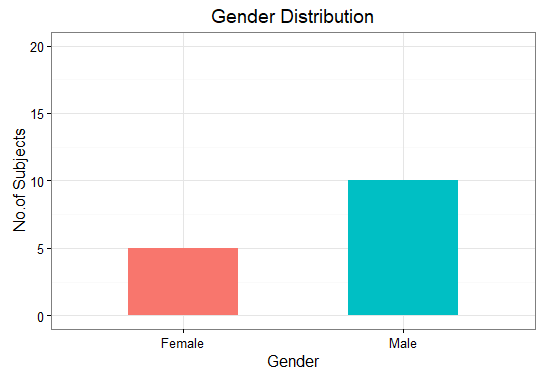 Gender Distribution
No.of Subjects
20
15
10
5
0
Female
Male
Gender